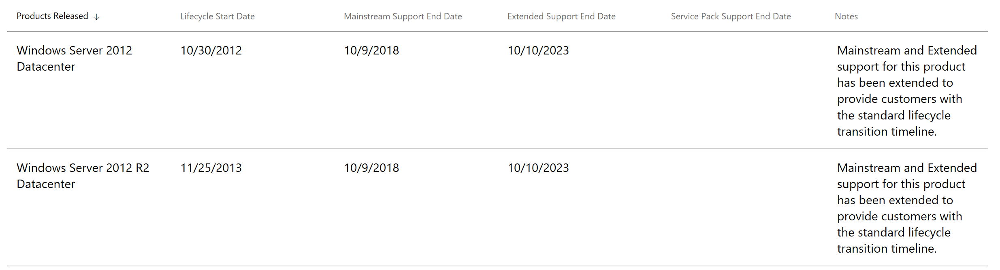 Products Released ↓ Lifecycle Start Date Mainstream Support End Date Extended Support End Date Service Pack Support End Date Notes
Windows Server 2012 10/30/2012 10/9/2018 10/10/2023 Mainstream and Extended
Datacenter support for this product
has been extended to
provide customers with
the standard lifecycle
transition timeline.
Windows Server 2012 R2 11/25/2013 10/9/2018 10/10/2023 Mainstream and Extended
Datacenter support for this product
has been extended to
provide customers with
the standard lifecycle
transition timeline.